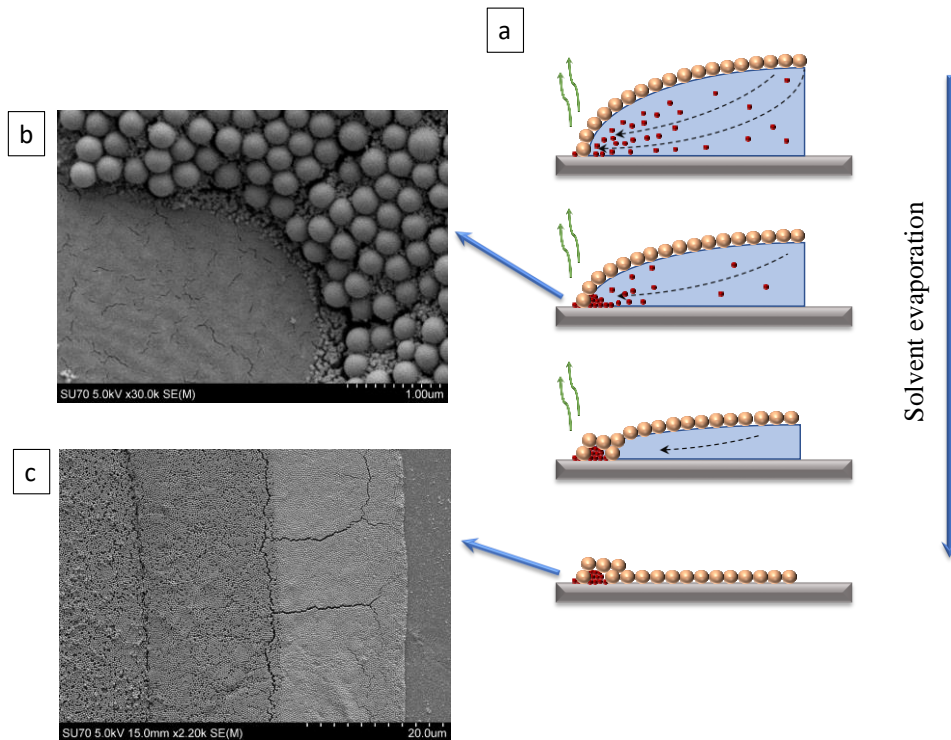 a
b
SU70 5.0kV x30.0k SE(M)
1.00um
c
SU70 5.0kV 15.0mm x2.20k SE(M)
20.0um
Solvent evaporation